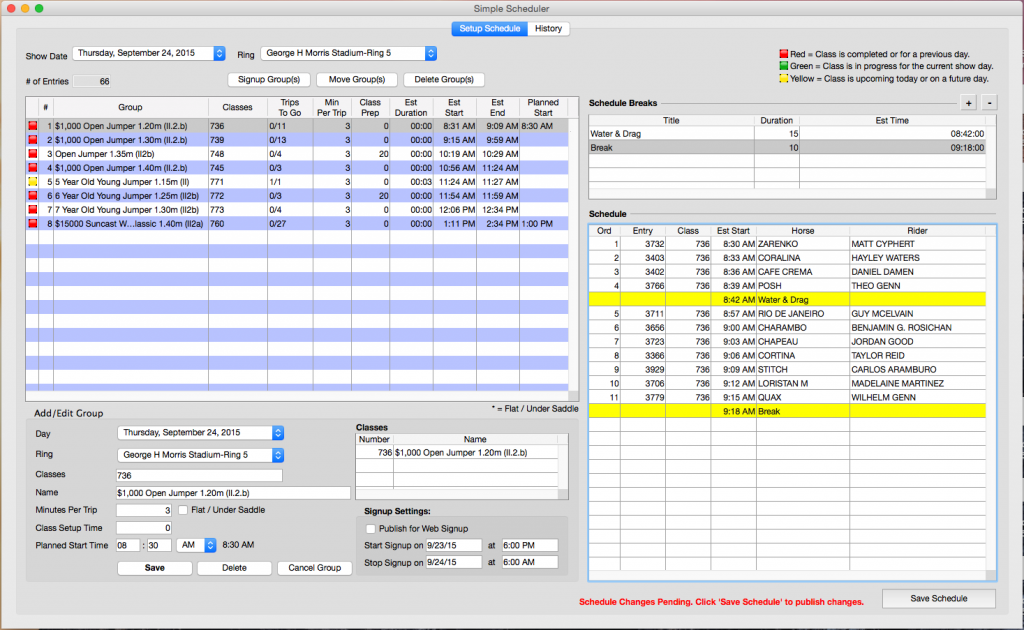 Simple Scheduler
Setup Schedule History
Show Date Thursday, September 24, 2015 Ring George H Morris Stadium-Ring 5
# of Entries 66 Signup Group(s) Move Group(s) Delete Group(s)
Red = Class is completed or for a previous day.
Green = Class is in progress for the current show day.
Yellow = Class is upcoming today or on a future day.
# Group Classes Trips To Go Min Per Trip Class Prep Est Duration Est Start Est End Planned Start
1 $1,000 Open Jumper 1.20m (II.2.b) 736 0/11 3 0 00:00 8:31 AM 9:09 AM 8:30 AM
2 $1,000 Open Jumper 1.30m (II.2.b) 739 0/13 3 0 00:00 9:15 AM 9:59 AM
3 Open Jumper 1.35m (II2b) 748 0/4 3 20 00:00 10:19 AM 10:29 AM
4 $1,000 Open Jumper 1.40m (II.2b) 745 0/3 3 0 00:00 10:56 AM 11:24 AM
5 5 Year Old Young Jumper 1.15m (II) 771 1/1 3 0 00:03 11:24 AM 11:27 AM
6 6 Year Old Young Jumper 1.25m (II2b) 772 0/3 3 20 00:00 11:54 AM 11:59 AM
7 7 Year Old Young Jumper 1.30m (II2b) 773 0/4 3 0 00:00 12:06 PM 12:34 PM
8 $15000 Suncast W...lassic 1.40m (II2a) 760 0/27 3 0 00:00 1:11 PM 2:34 PM 1:00 PM
* = Flat / Under Saddle
Schedule Breaks + -
Title Duration Est Time
Water & Drag 15 08:42:00
Break 10 09:18:00
Schedule
Ord Entry Class Est Start Horse Rider
1 3732 736 8:30 AM ZARENKO MATT CYPHERT
2 3403 736 8:33 AM CORALINA HAYLEY WATERS
3 3402 736 8:36 AM CAFE CREMA DANIEL DAMEN
4 3766 736 8:39 AM POSH THEO GENN
8:42 AM Water & Drag
5 3711 736 8:57 AM RIO DE JANEIRO GUY MCELVAIN
6 3656 736 9:00 AM CHARAMBO BENJAMIN G. ROSICHAN
7 3723 736 9:03 AM CHAPEAU JORDAN GOOD
8 3366 736 9:06 AM CORTINA TAYLOR REID
9 3929 736 9:09 AM STITCH CARLOS ARAMBURO
10 3706 736 9:12 AM LORISTAN M MADELAINE MARTINEZ
11 3779 736 9:15 AM QUAX WILHELM GENN
9:18 AM Break
Add/Edit Group
Day Thursday, September 24, 2015
Ring George H Morris Stadium-Ring 5
Classes 736
Name $1,000 Open Jumper 1.20m (II.2.b)
Minutes Per Trip 3 Flat / Under Saddle
Class Setup Time 0
Planned Start Time 08 : 30 AM 8:30 AM
Save Delete Cancel Group
Classes
Number Name
736 $1,000 Open Jumper 1.20m (II.2.b)
Signup Settings:
Publish for Web Signup
Start Signup on 9/23/15 at 6:00 PM
Stop Signup on 9/24/15 at 6:00 AM
Schedule Changes Pending. Click 'Save Schedule' to publish changes.
Save Schedule